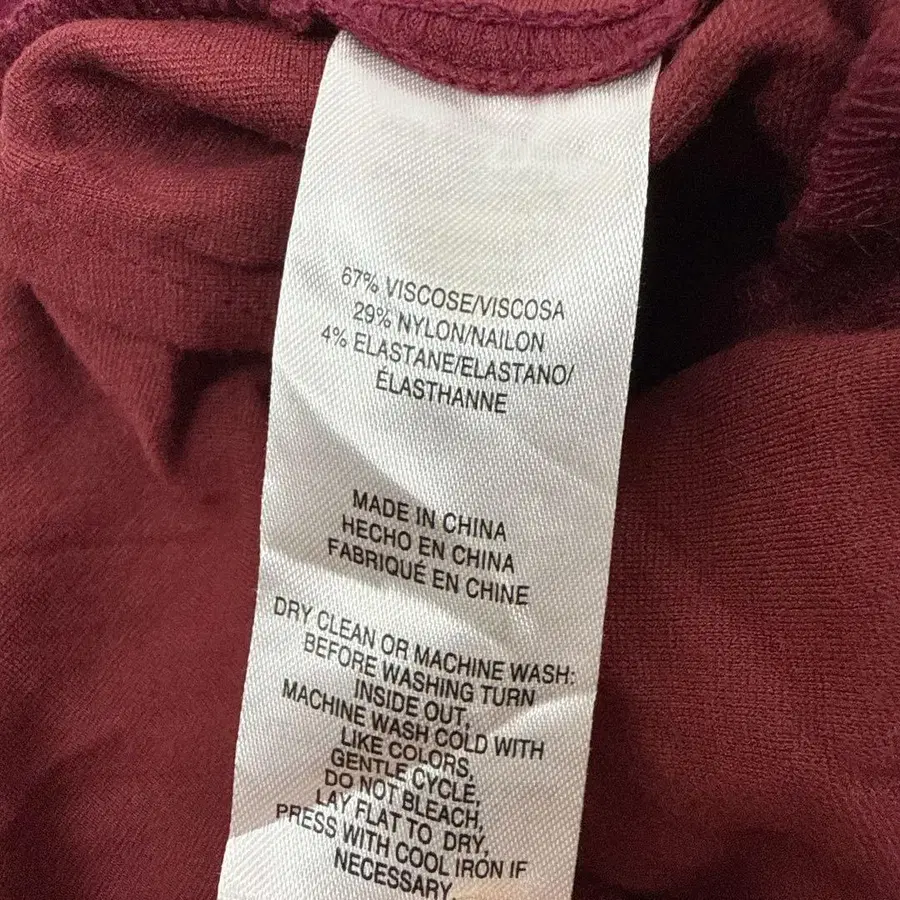 67% VISCOSE/VISCOSA
29% NYLON/NAILON
4% ELASTANE/ELASTANO/
ÉLASTHANNE
MADE IN CHINA
HECHO EN CHINA
FABRIQUÉ EN CHINE
DRY CLEAN OR MACHINE WASH:
BEFORE WASHING TURN
INSIDE OUT,
MACHINE WASH COLD WITH
LIKE COLORS,
GENTLE CYCLE,
DO NOT BLEACH,
LAY FLAT TO DRY,
PRESS WITH COOL IRON IF
NECESSARY.